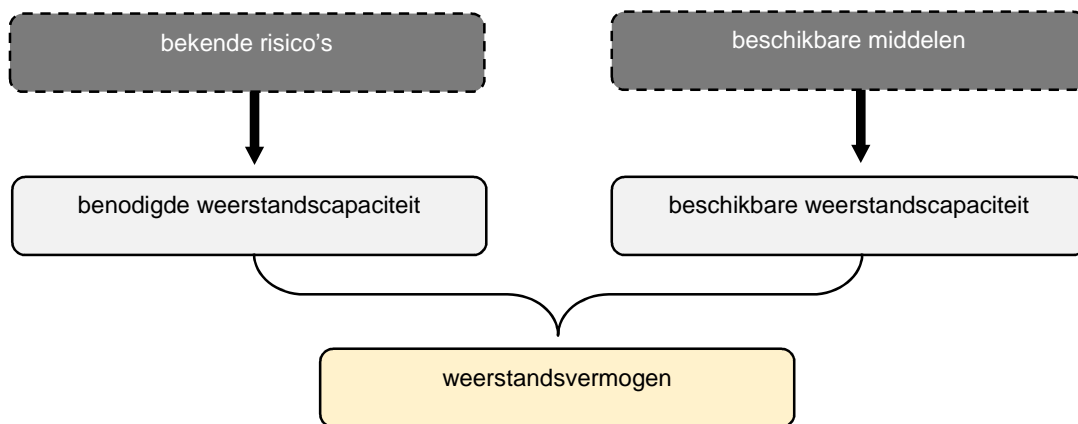 bekende risico’s
beschikbare middelen
benodigde weerstandscapaciteit
beschikbare weerstandscapaciteit
weerstandsvermogen